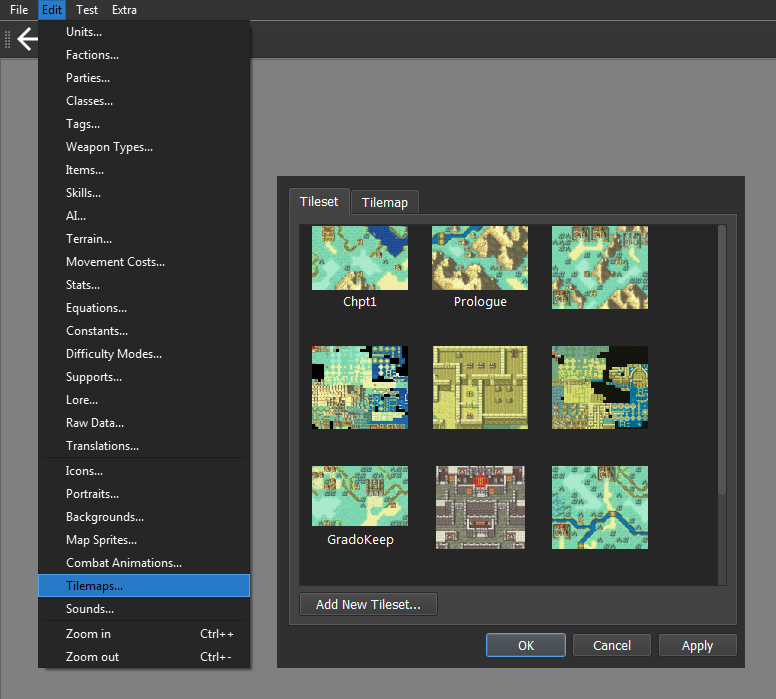 File Edit Test Extra
Units...
Factions...
Parties...
Classes...
Tags...
Weapon Types...
Items...
Skills...
AI...
Terrain...
Movement Costs...
Stats...
Equations...
Constants...
Difficulty Modes...
Supports...
Lore...
Raw Data...
Translations...
Icons...
Portraits...
Backgrounds...
Map Sprites...
Combat Animations...
Tilemaps...
Sounds...
Zoom in Ctrl++
Zoom out Ctrl+-
Tileset Tilemap
Chpt1 Prologue
GradoKeep
Add New Tileset...
OK Cancel Apply